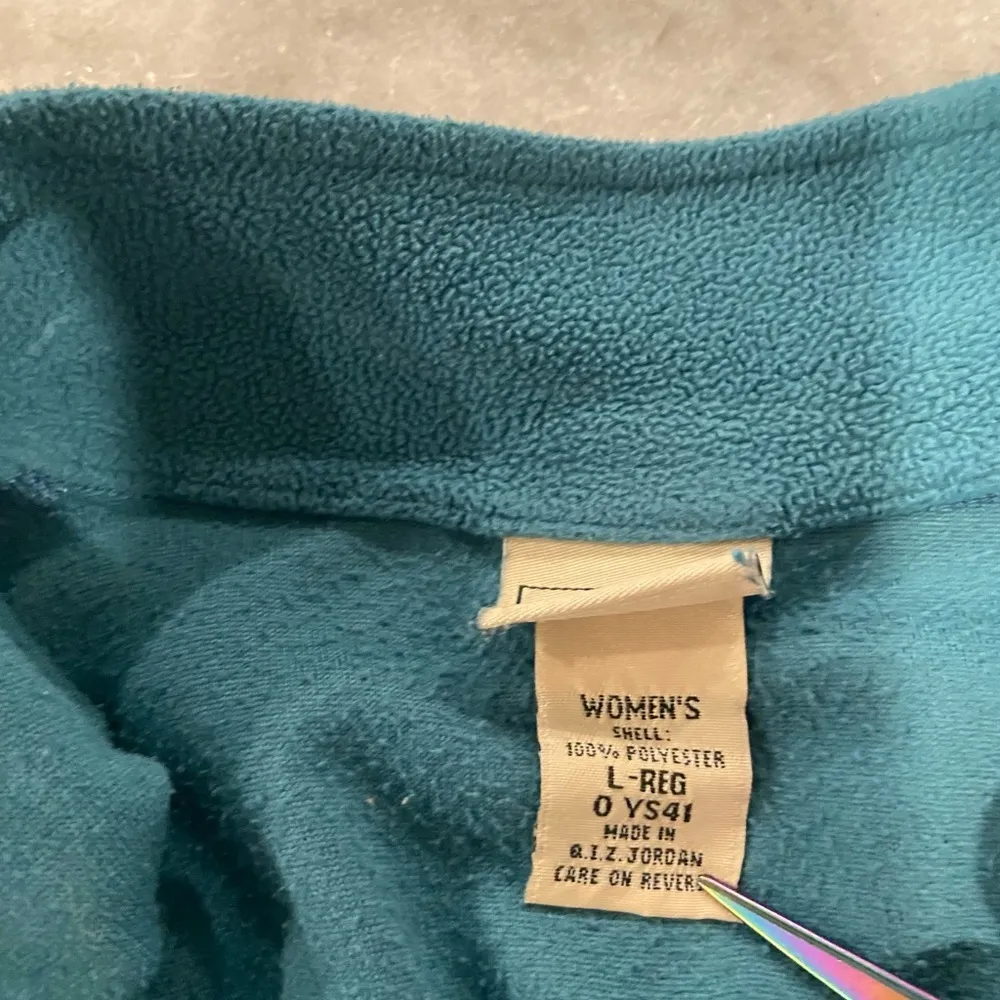 WOMEN'S
SHELL:
100% POLYESTER
L-REG
0 YS41
MADE IN
Q.I.Z. JORDAN
CARE ON REVERS